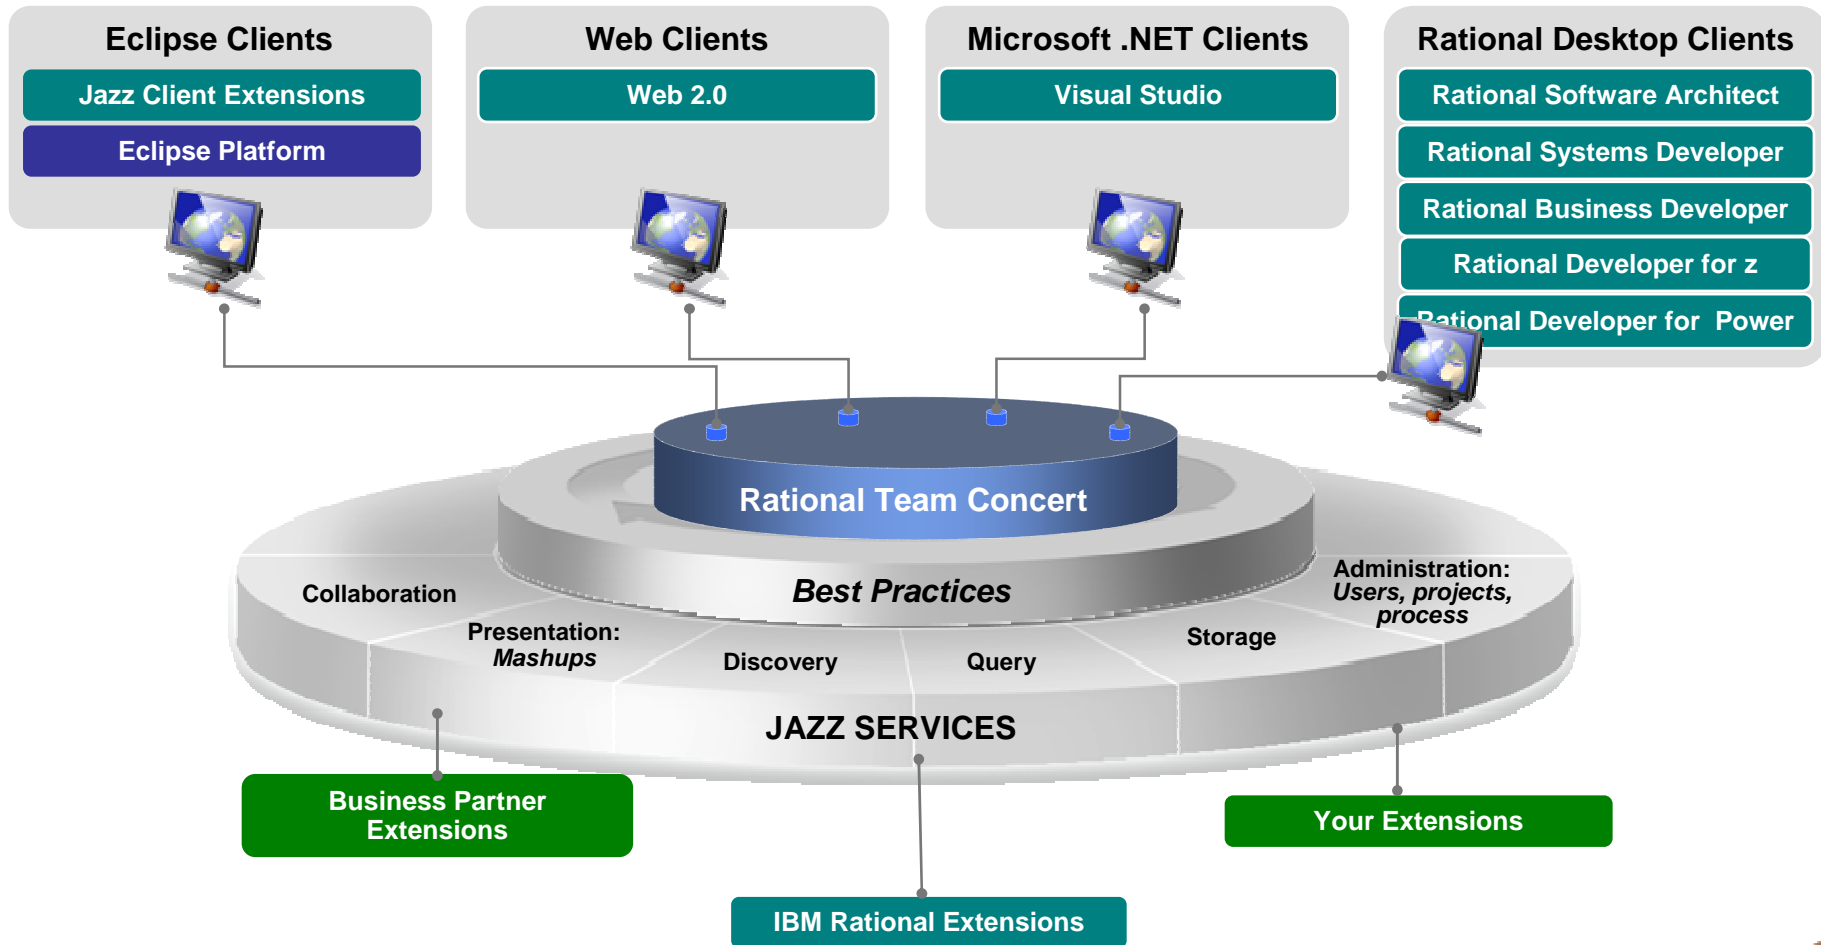 Eclipse Clients
Jazz Client Extensions
Eclipse Platform
Web Clients
Web 2.0
Microsoft .NET Clients
Visual Studio
Rational Desktop Clients
Rational Software Architect
Rational Systems Developer
Rational Business Developer
Rational Developer for z
Rational Developer for Power
Rational Team Concert
Best Practices
Collaboration
Presentation:
Mashups
Discovery
Query
Storage
Administration:
Users, projects,
process
JAZZ SERVICES
Business Partner
Extensions
IBM Rational Extensions
Your Extensions